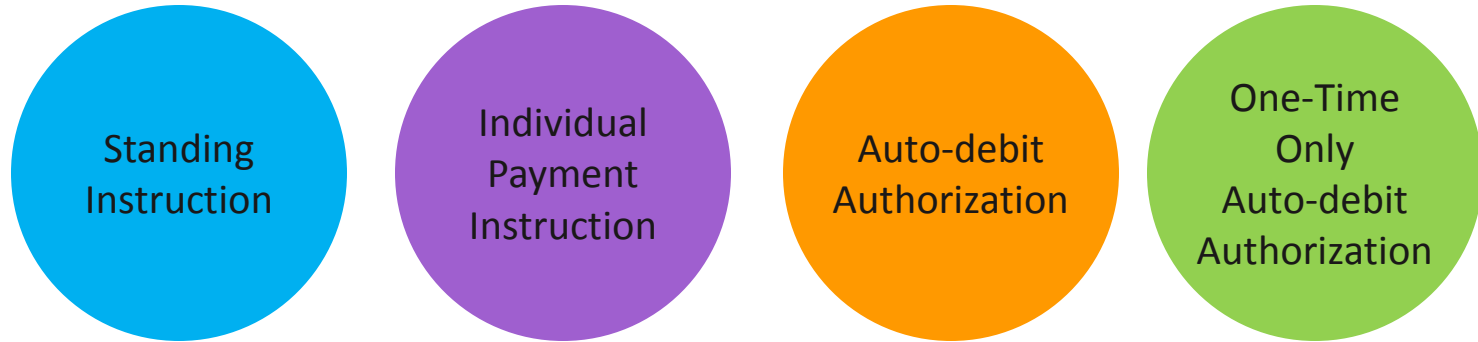 Standing
Instruction
Individual
Payment
Instruction
Auto-debit
Authorization
One-Time
Only
Auto-debit
Authorization